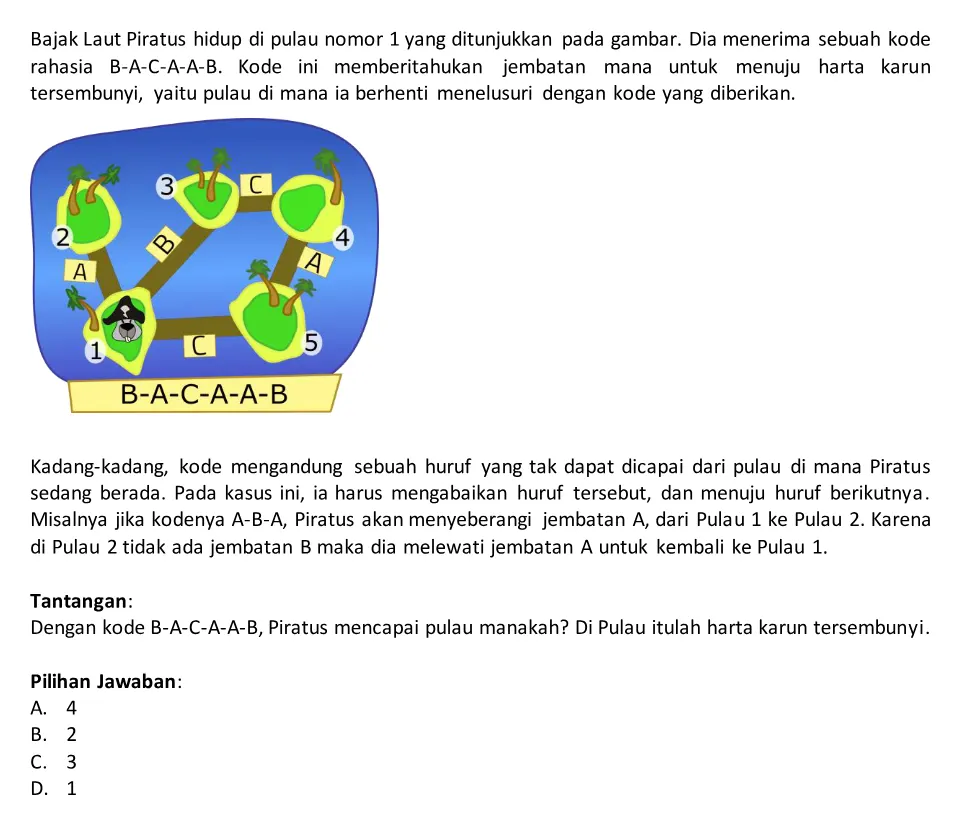 Bajak Laut Piratus hidup di pulau nomor 1 yang ditunjukkan pada gambar. Dia menerima sebuah kode
rahasia B-A-C-A-A-B. Kode ini memberitahukan jembatan mana untuk menuju harta karun
tersembunyi, yaitu pulau di mana ia berhenti menelusuri dengan kode yang diberikan.
3
C
2
B
4
A
A
1
C
5
B-A-C-A-A-B
Kadang-kadang, kode mengandung sebuah huruf yang tak dapat dicapai dari pulau di mana Piratus
sedang berada. Pada kasus ini, ia harus mengabaikan huruf tersebut, dan menuju huruf berikutnya.
Misalnya jika kodenya A-B-A, Piratus akan menyeberangi jembatan A, dari Pulau 1 ke Pulau 2. Karena
di Pulau 2 tidak ada jembatan B maka dia melewati jembatan A untuk kembali ke Pulau 1.
Tantangan:
Dengan kode B-A-C-A-A-B, Piratus mencapai pulau manakah? Di Pulau itulah harta karun tersembunyi.
Pilihan Jawaban:
A. 4
B. 2
C. 3
D. 1